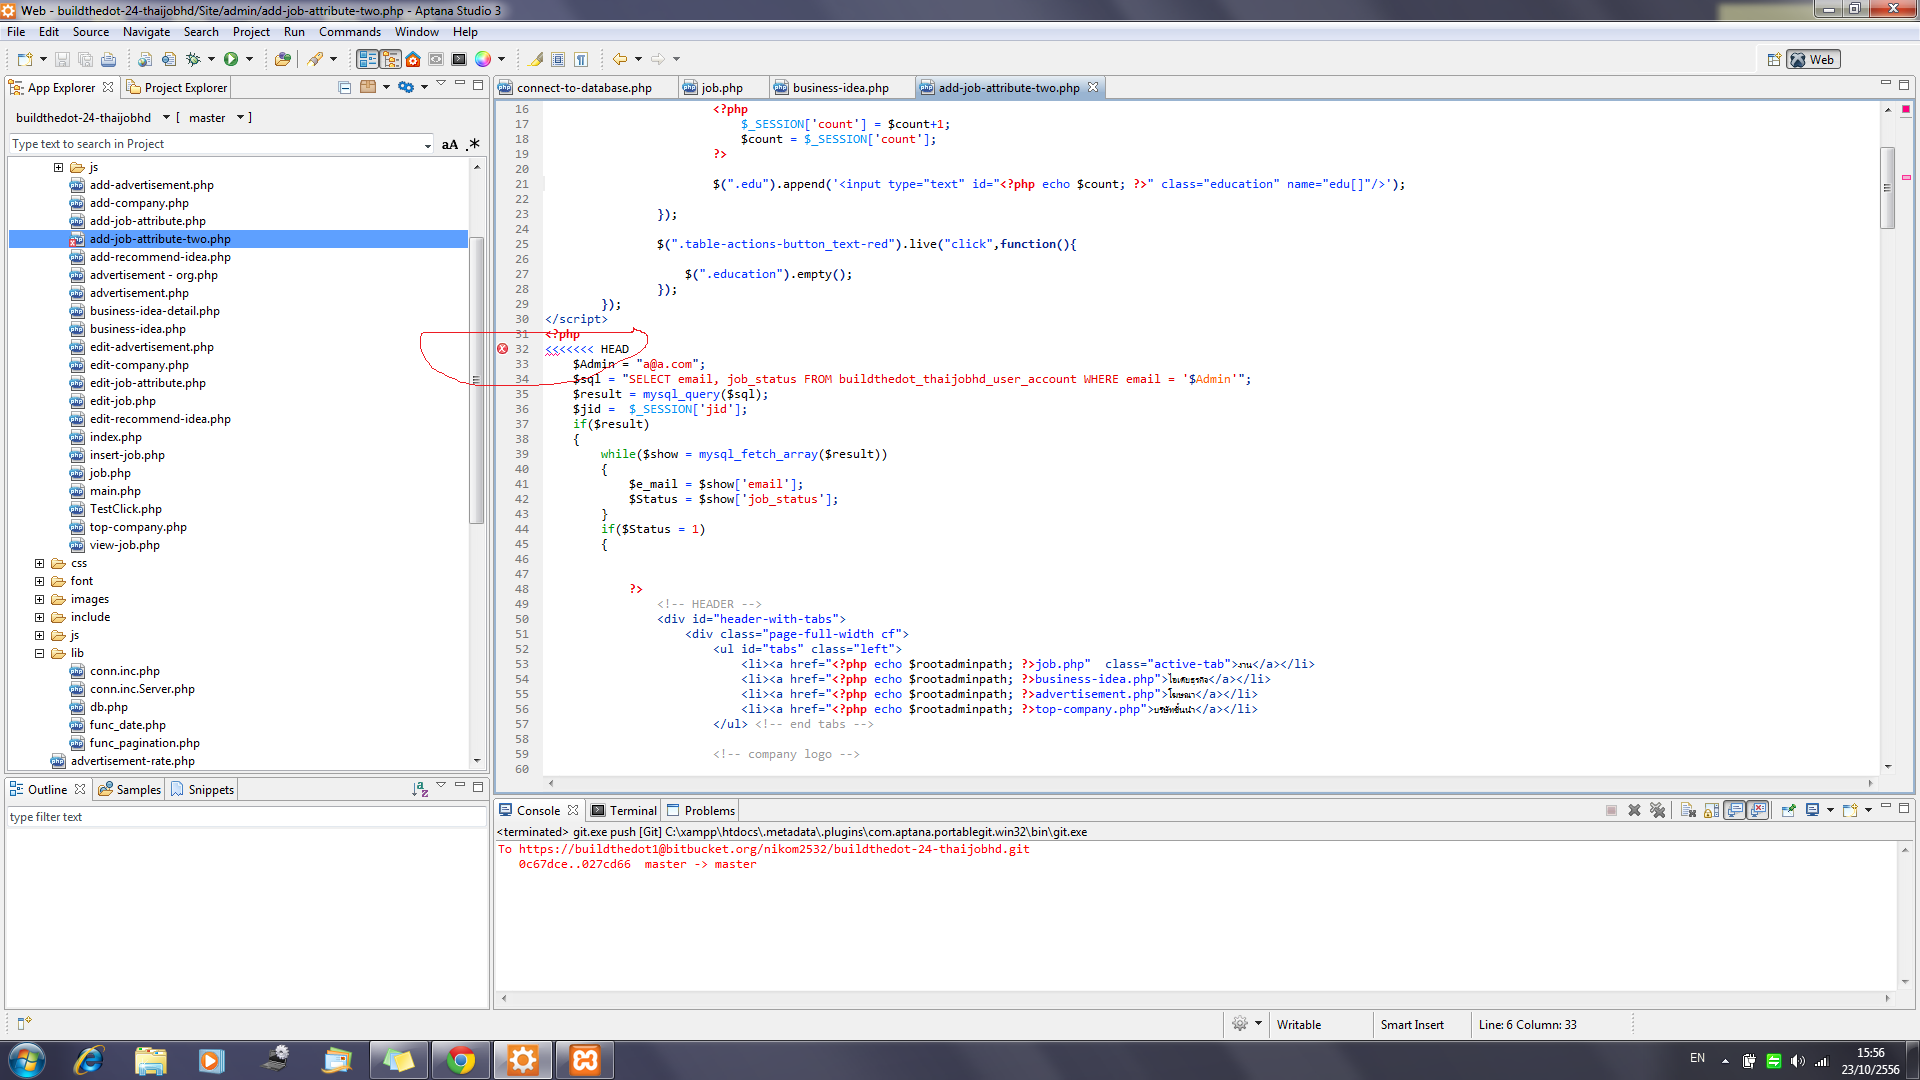 Web - buildthedot-24-thaijobhd/Site/admin/add-job-attribute-two.php - Aptana Studio 3
File Edit Source Navigate Search Project Run Commands Window Help
Web
App Explorer Project Explorer
buildthedot-24-thaijobhd [ master ]
Type text to search in Project aA .*
js
add-advertisement.php
add-company.php
add-job-attribute.php
add-job-attribute-two.php
add-recommend-idea.php
advertisement - org.php
advertisement.php
business-idea-detail.php
business-idea.php
edit-advertisement.php
edit-company.php
edit-job-attribute.php
edit-job.php
edit-recommend-idea.php
index.php
insert-job.php
job.php
main.php
TestClick.php
top-company.php
view-job.php
css
font
images
include
js
lib
conn.inc.php
conn.inc.Server.php
db.php
func_date.php
func_pagination.php
advertisement-rate.php
Outline Samples Snippets
type filter text
connect-to-database.php job.php business-idea.php add-job-attribute-two.php
16 <?php
17 $_SESSION['count'] = $count+1;
18 $count = $_SESSION['count'];
19 ?>
20
21 $(".edu").append('<input type="text" id="<?php echo $count; ?>" class="education" name="edu[]"/>');
22
23 });
24
25 $(".table-actions-button_text-red").live("click",function(){
26
27 $(".education").empty();
28 });
29 });
30 </script>
31 <?php
32 <<<<<<< HEAD
33 $Admin = "a@a.com";
34 $sql = "SELECT email, job_status FROM buildthedot_thaijobhd_user_account WHERE email = '$Admin'";
35 $result = mysql_query($sql);
36 $jid =  $_SESSION['jid'];
37 if($result)
38 {
39 while($show = mysql_fetch_array($result))
40 {
41 $e_mail = $show['email'];
42 $Status = $show['job_status'];
43 }
44 if($Status = 1)
45 {
46
47
48 ?>
49 <!-- HEADER -->
50 <div id="header-with-tabs">
51 <div class="page-full-width cf">
52 <ul id="tabs" class="left">
53 <li><a href="<?php echo $rootadminpath; ?>job.php"  class="active-tab">งาน</a></li>
54 <li><a href="<?php echo $rootadminpath; ?>business-idea.php">ไอเดียธุรกิจ</a></li>
55 <li><a href="<?php echo $rootadminpath; ?>advertisement.php">โฆษณา</a></li>
56 <li><a href="<?php echo $rootadminpath; ?>top-company.php">บริษัทชั้นนำ</a></li>
57 </ul> <!-- end tabs -->
58
59 <!-- company logo -->
60
Console Terminal Problems
<terminated> git.exe push [Git] C:\xampp\htdocs\.metadata\.plugins\com.aptana.portablegit.win32\bin\git.exe
To https://buildthedot1@bitbucket.org/nikom2532/buildthedot-24-thaijobhd.git
0c67dce..027cd66  master -> master
Writable Smart Insert Line: 6 Column: 33
EN 15:56
23/10/2556